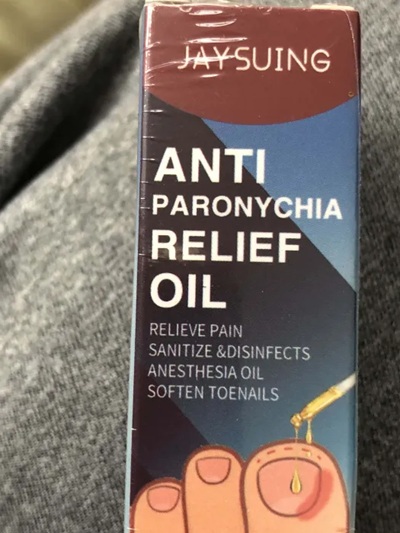 JAYSUING
ANTI
PARONYCHIA
RELIEF
OIL
RELIEVE PAIN
SANITIZE &DISINFECTS
ANESTHESIA OIL
SOFTEN TOENAILS